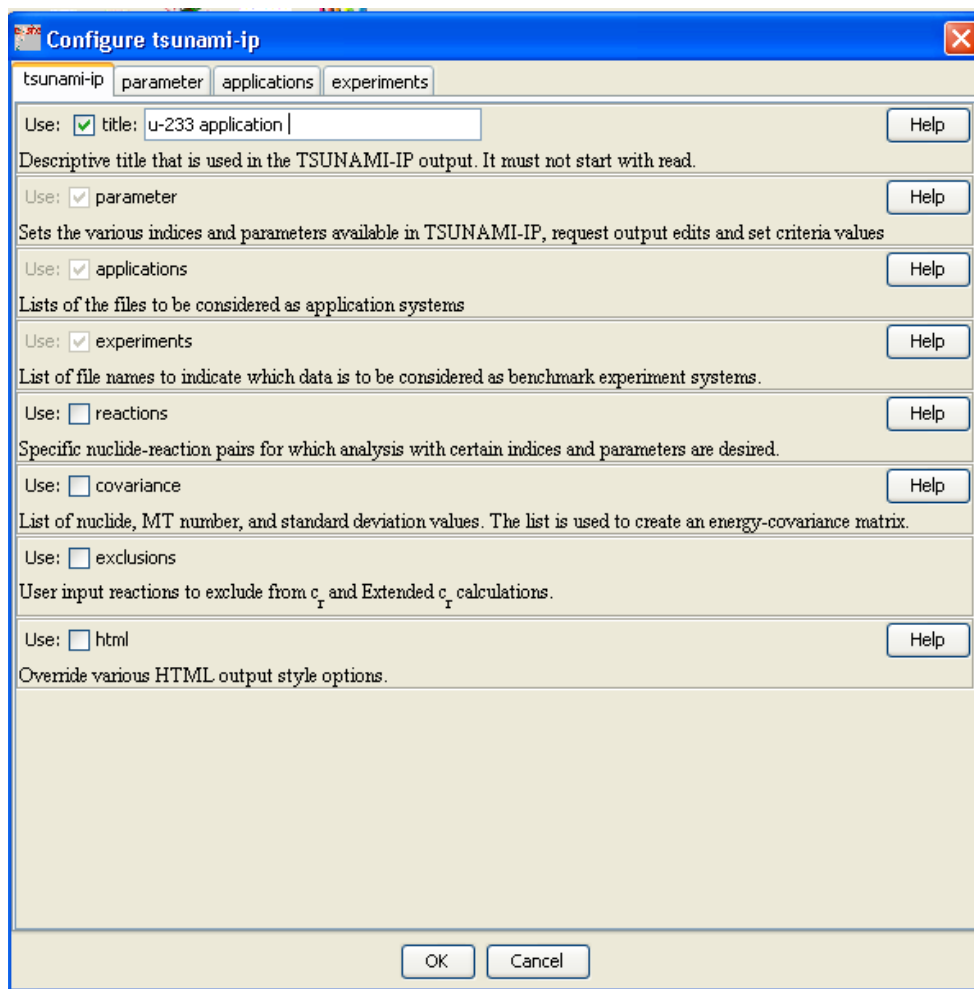 Configure tsunami-ip
tsunami-ip parameter applications experiments
Use: title: u-233 application Help
Descriptive title that is used in the TSUNAMI-IP output. It must not start with read.
Use: parameter Help
Sets the various indices and parameters available in TSUNAMI-IP, request output edits and set criteria values
Use: applications Help
Lists of the files to be considered as application systems
Use: experiments Help
List of file names to indicate which data is to be considered as benchmark experiment systems.
Use: reactions Help
Specific nuclide-reaction pairs for which analysis with certain indices and parameters are desired.
Use: covariance Help
List of nuclide, MT number, and standard deviation values. The list is used to create an energy-covariance matrix.
Use: exclusions
User input reactions to exclude from cr and Extended cr calculations.
Use: html Help
Override various HTML output style options.
OK Cancel